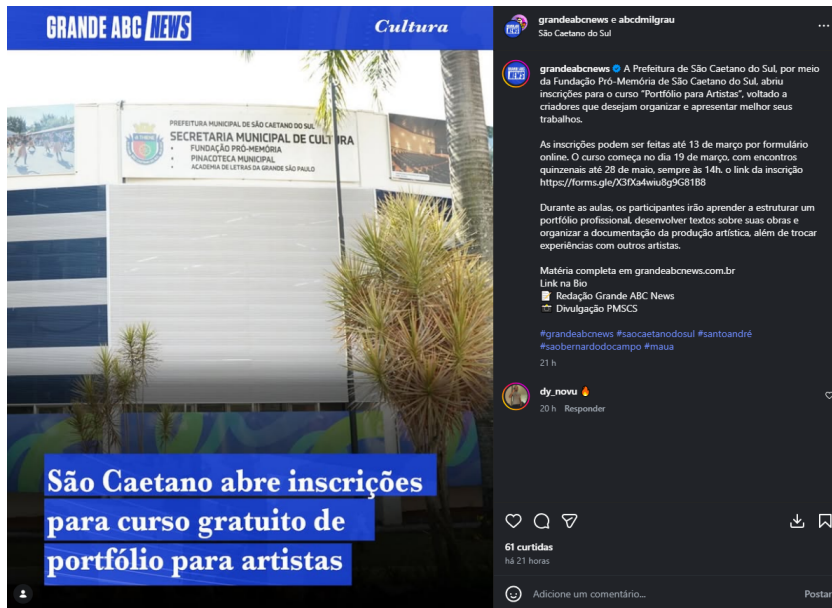 GRANDE ABC NEWS
Cultura
PREFEITURA MUNICIPAL DE SÃO CAETANO DO SUL
SECRETARIA MUNICIPAL DE CULTURA
• FUNDAÇÃO PRÓ-MEMÓRIA
• PINACOTECA MUNICIPAL
• ACADEMIA DE LETRAS DA GRANDE SÃO PAULO
São Caetano abre inscrições
para curso gratuito de
portfólio para artistas
grandeabcnews e abcdmilgrau
São Caetano do Sul
grandeabcnews A Prefeitura de São Caetano do Sul, por meio
da Fundação Pró-Memória de São Caetano do Sul, abriu
inscrições para o curso “Portfólio para Artistas”, voltado a
criadores que desejam organizar e apresentar melhor seus
trabalhos.
As inscrições podem ser feitas até 13 de março por formulário
online. O curso começa no dia 19 de março, com encontros
quinzenais até 28 de maio, sempre às 14h. o link da inscrição
https://forms.gle/X3fXa4wiu8g9G81B8
Durante as aulas, os participantes irão aprender a estruturar um
portfólio profissional, desenvolver textos sobre suas obras e
organizar a documentação da produção artística, além de trocar
experiências com outros artistas.
Matéria completa em grandeabcnews.com.br
Link na Bio
📝 Redação Grande ABC News
📸 Divulgação PMSCS
#grandeabcnews #saocaetanodosul #santoandré
#saobernardodocampo #maua
21 h
dy_novu 🔥
20 h Responder
61 curtidas
há 21 horas
Adicione um comentário...
Postar